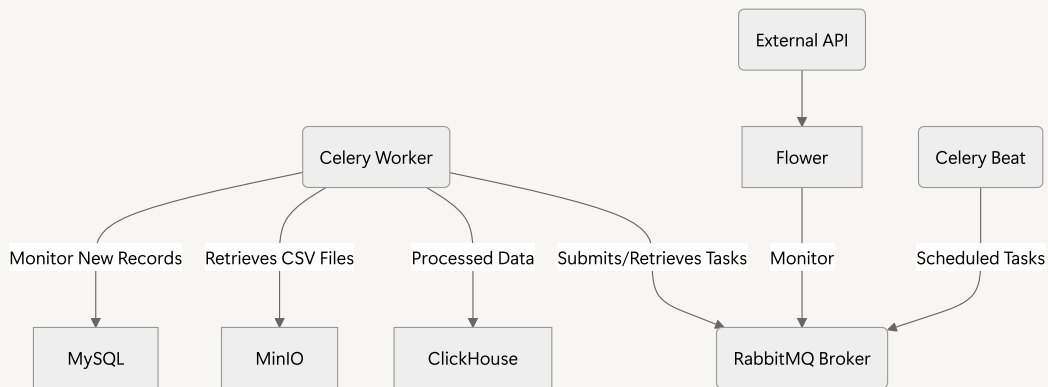 External API
Celery Worker
Flower
Celery Beat
Monitor New Records
Retrieves CSV Files
Processed Data
Submits/Retrieves Tasks
Monitor
Scheduled Tasks
MySQL
MinIO
ClickHouse
RabbitMQ Broker